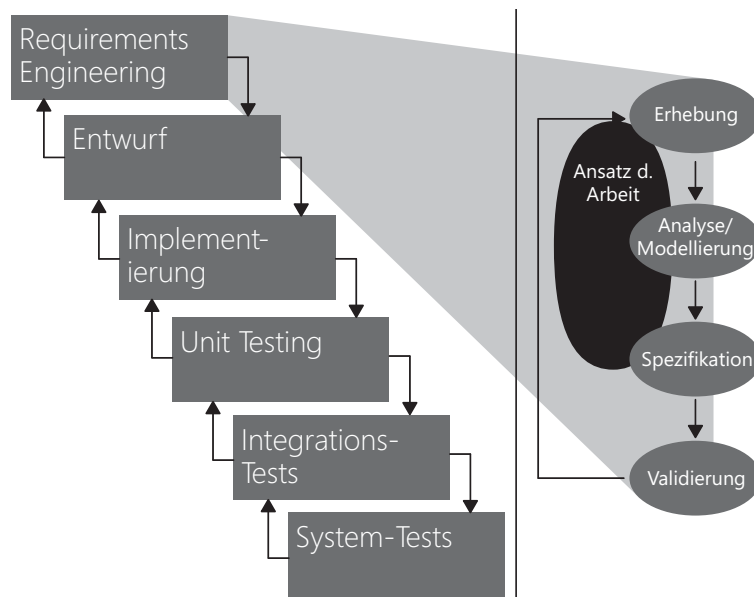 Requirements
Engineering
Entwurf
Implement-
ierung
Unit Testing
Integrations-
Tests
System-Tests
Erhebung
Ansatz d.
Arbeit
Analyse/
Modellierung
Spezifikation
Validierung